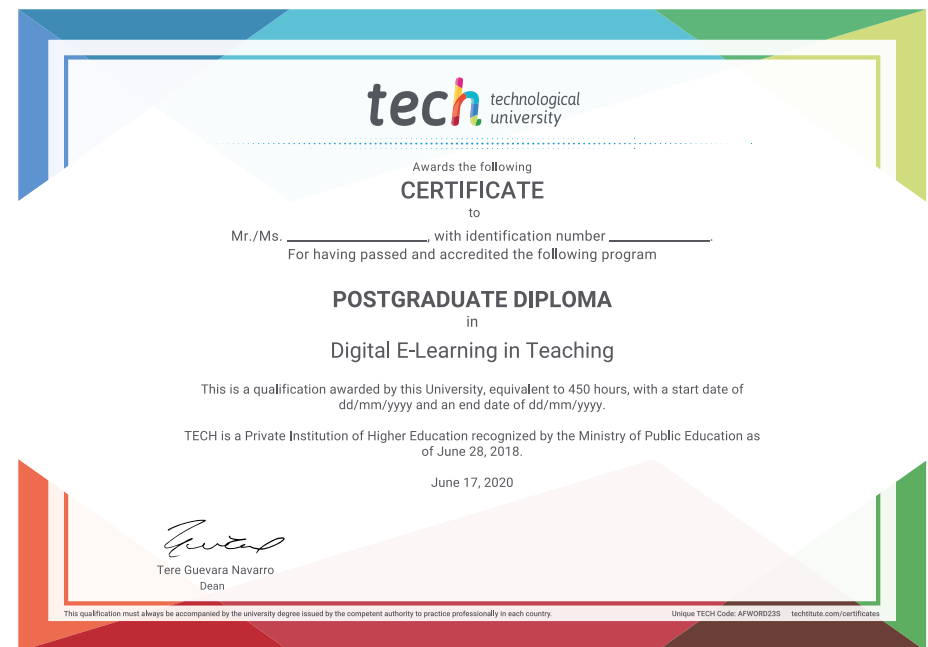 tech technological
university
Awards the following
CERTIFICATE
to
Mr./Ms. ____________________, with identification number ______________.
For having passed and accredited the following program
POSTGRADUATE DIPLOMA
in
Digital E-Learning in Teaching
This is a qualification awarded by this University, equivalent to 450 hours, with a start date of
dd/mm/yyyy and an end date of dd/mm/yyyy.
TECH is a Private Institution of Higher Education recognized by the Ministry of Public Education as
of June 28, 2018.
June 17, 2020
Tere Guevara Navarro
Dean
This qualification must always be accompanied by the university degree issued by the competent authority to practice professionally in each country. Unique TECH Code: AFWORD23S techtitute.com/certificates